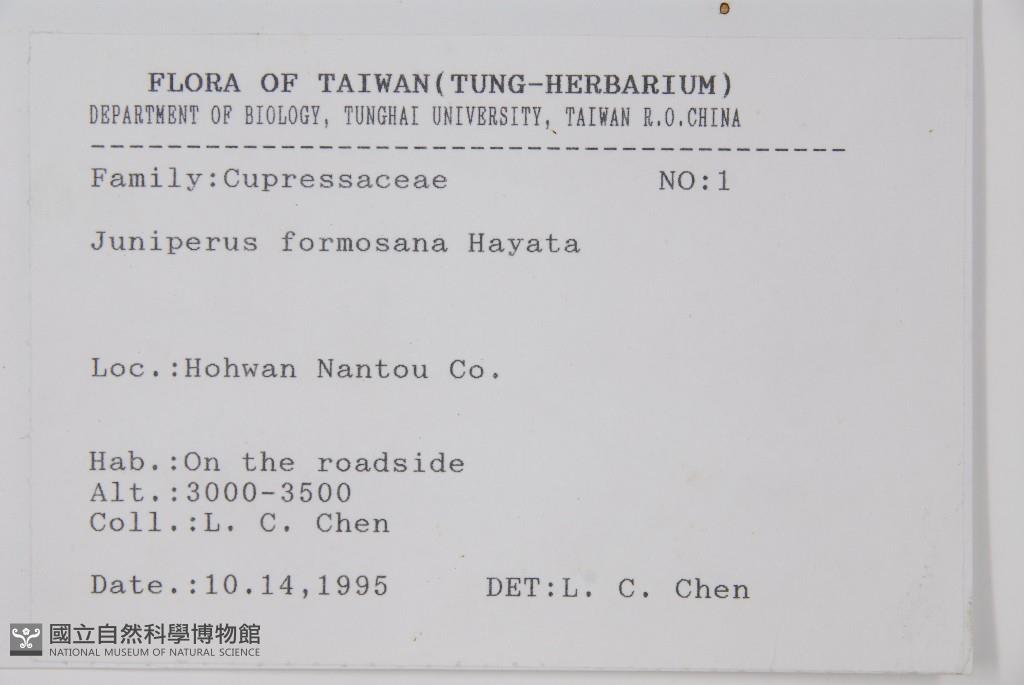 FLORA OF TAIWAN(TUNG-HERBARIUM)
DEPARTMENT OF BIOLOGY, TUNGHAI UNIVERSITY, TAIWAN R.O.CHINA
----------------------------------------
Family:Cupressaceae NO:1
Juniperus formosana Hayata
Loc.:Hohwan Nantou Co.
Hab.:On the roadside
Alt.:3000-3500
Coll.:L. C. Chen
Date.:10.14,1995 DET:L. C. Chen
國立自然科學博物館
NATIONAL MUSEUM OF NATURAL SCIENCE